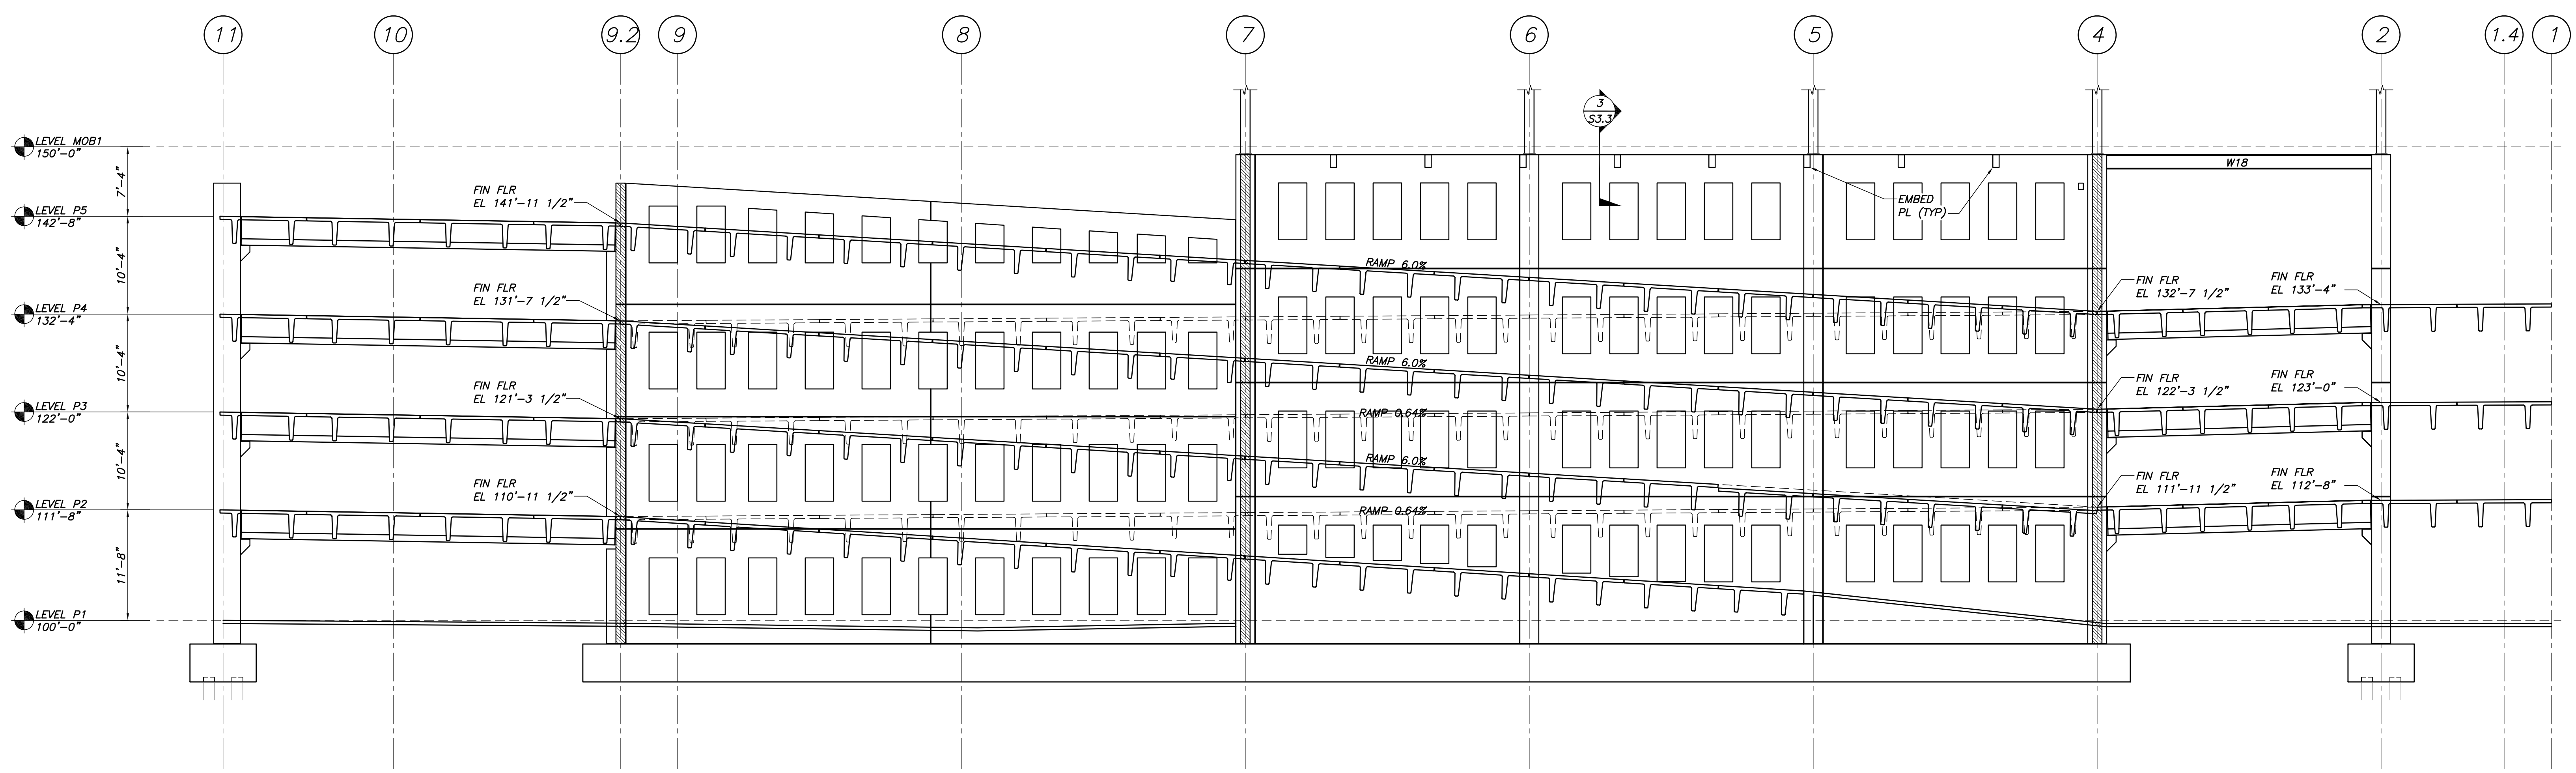 11
10
9.2
9
8
7
6
5
4
2
1.4
1
3
S3.3
LEVEL MOB1
150'-0"
7'-4"
W18
FIN FLR
EL 141'-11 1/2"
EMBED
PL (TYP)
LEVEL P5
142'-8"
10'-4"
RAMP 6.0%
FIN FLR
EL 131'-7 1/2"
FIN FLR
EL 132'-7 1/2"
FIN FLR
EL 133'-4"
LEVEL P4
132'-4"
10'-4"
RAMP 6.0%
FIN FLR
EL 121'-3 1/2"
FIN FLR
EL 122'-3 1/2"
FIN FLR
EL 123'-0"
LEVEL P3
122'-0"
RAMP 0.64%
10'-4"
RAMP 6.0%
FIN FLR
EL 110'-11 1/2"
FIN FLR
EL 111'-11 1/2"
FIN FLR
EL 112'-8"
LEVEL P2
111'-8"
RAMP 0.64%
11'-8"
LEVEL P1
100'-0"